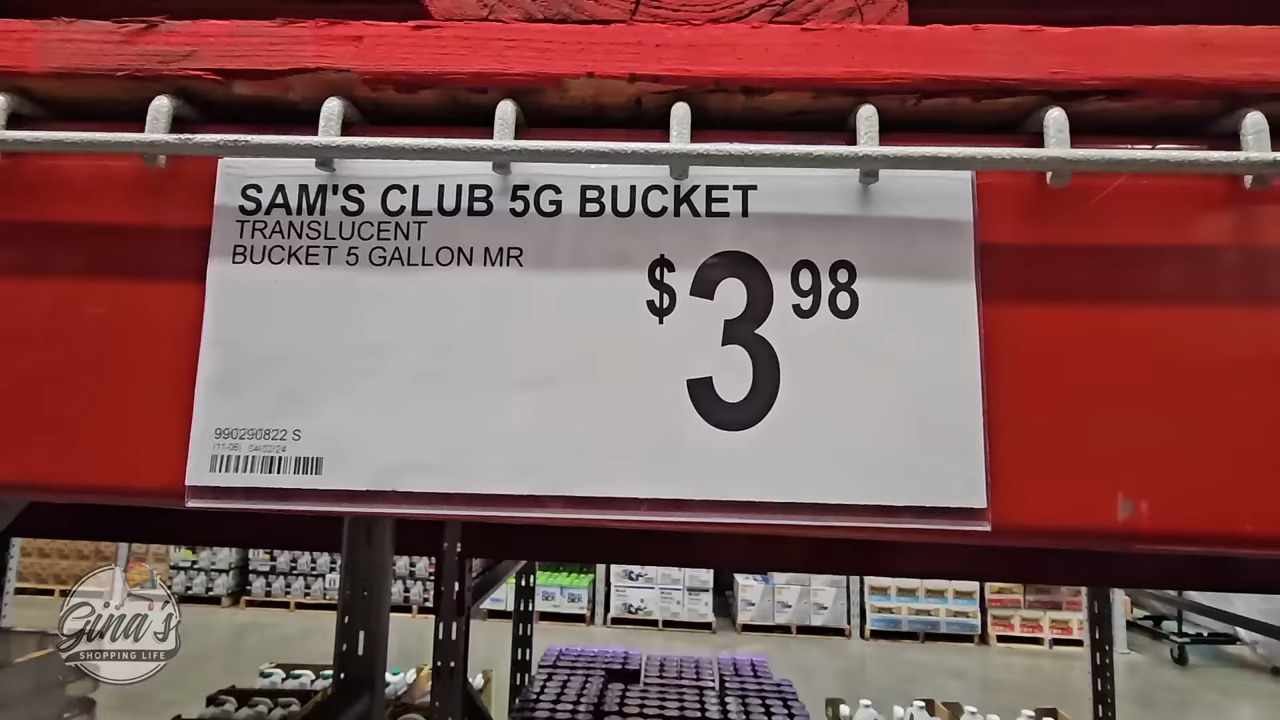 SAM'S CLUB 5G BUCKET
TRANSLUCENT
BUCKET 5 GALLON MR
$3 98
990290822 S
Gina's
SHOPPING LIFE